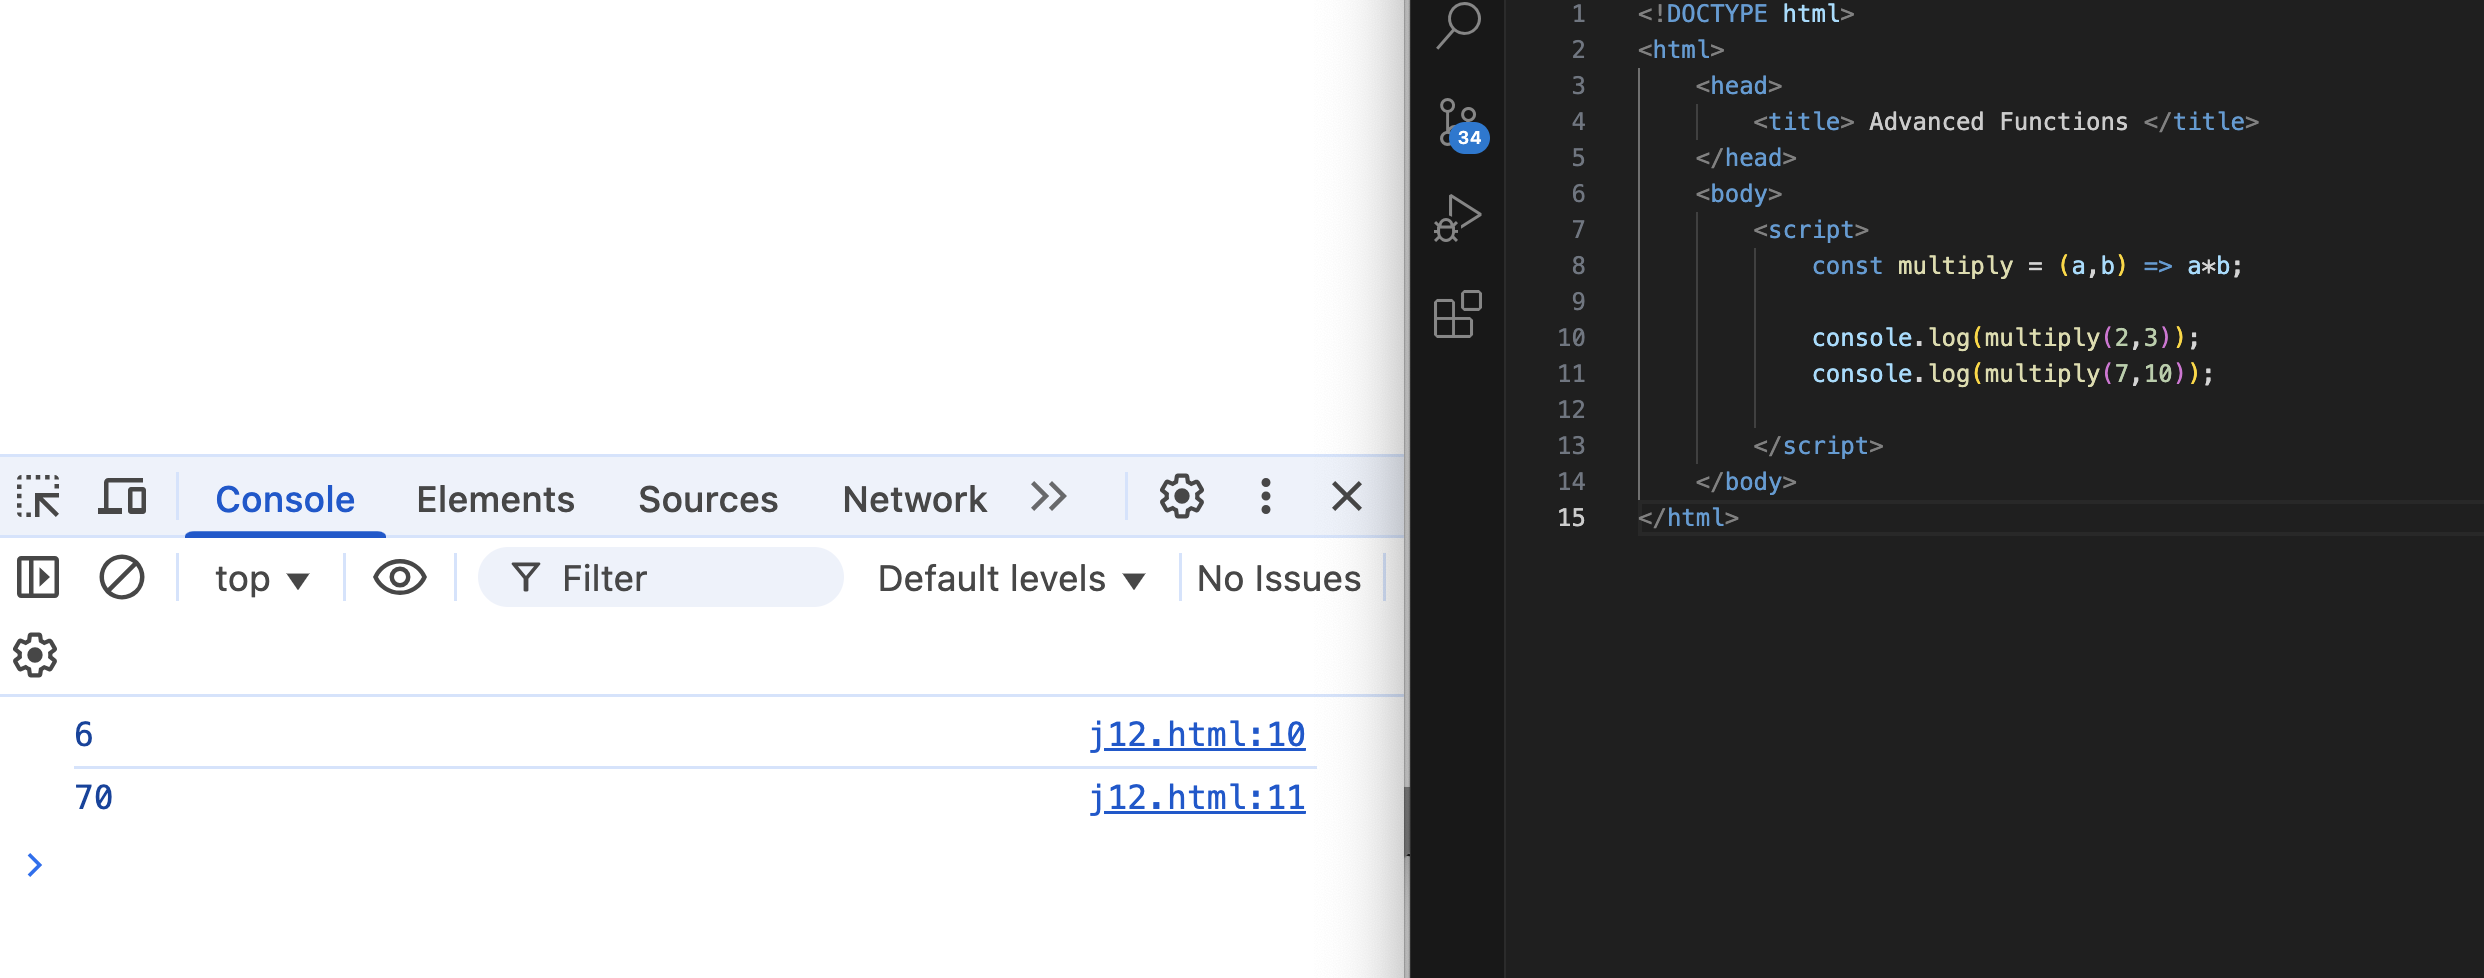 Console Elements Sources Network
top Filter Default levels No Issues
6 j12.html:10
70 j12.html:11
34
1 <!DOCTYPE html>
2 <html>
3 <head>
4 <title> Advanced Functions </title>
5 </head>
6 <body>
7 <script>
8 const multiply = (a,b) => a*b;
9
10 console.log(multiply(2,3));
11 console.log(multiply(7,10));
12
13 </script>
14 </body>
15 </html>